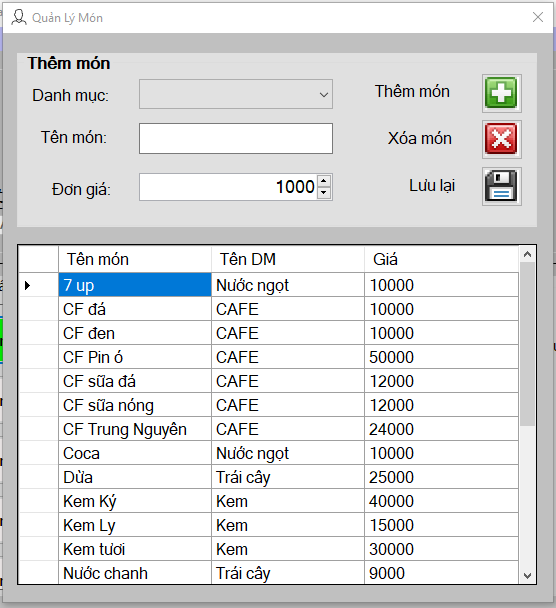 Quản Lý Món
Thêm món
Danh mục:
Thêm món
Tên món:
Xóa món
Đơn giá:
1000
Lưu lại
Tên món Tên DM Giá
7 up Nước ngọt 10000
CF đá CAFE 10000
CF đen CAFE 10000
CF Pin ó CAFE 50000
CF sữa đá CAFE 12000
CF sữa nóng CAFE 12000
CF Trung Nguyên CAFE 24000
Coca Nước ngọt 10000
Dừa Trái cây 25000
Kem Ký Kem 40000
Kem Ly Kem 15000
Kem tươi Kem 30000
Nước chanh Trái cây 9000